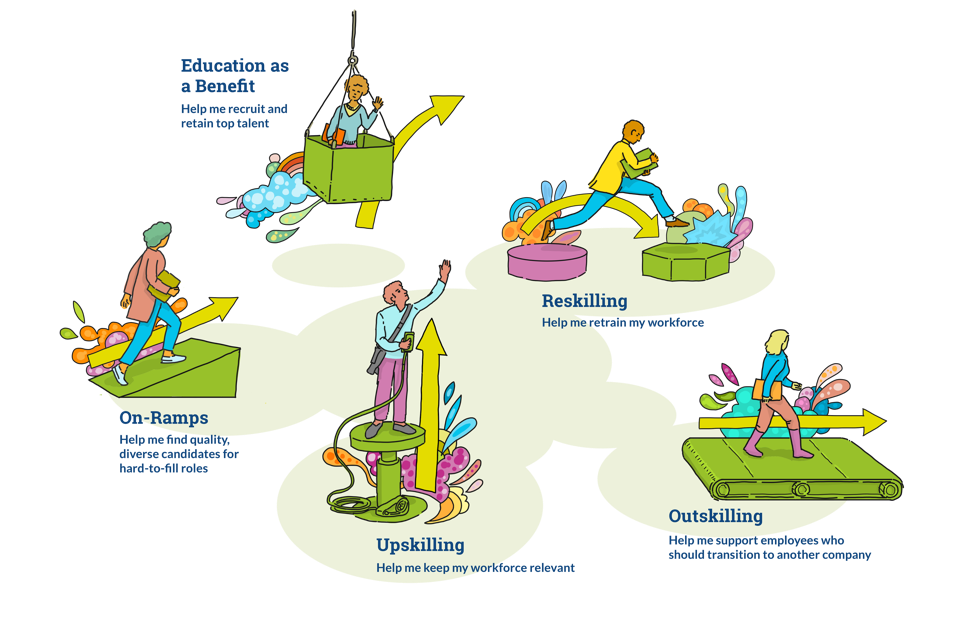 Education as
a Benefit
Help me recruit and
retain top talent
Reskilling
Help me retrain my workforce
On-Ramps
Help me find quality,
diverse candidates for
hard-to-fill roles
Upskilling
Help me keep my workforce relevant
Outskilling
Help me support employees who
should transition to another company